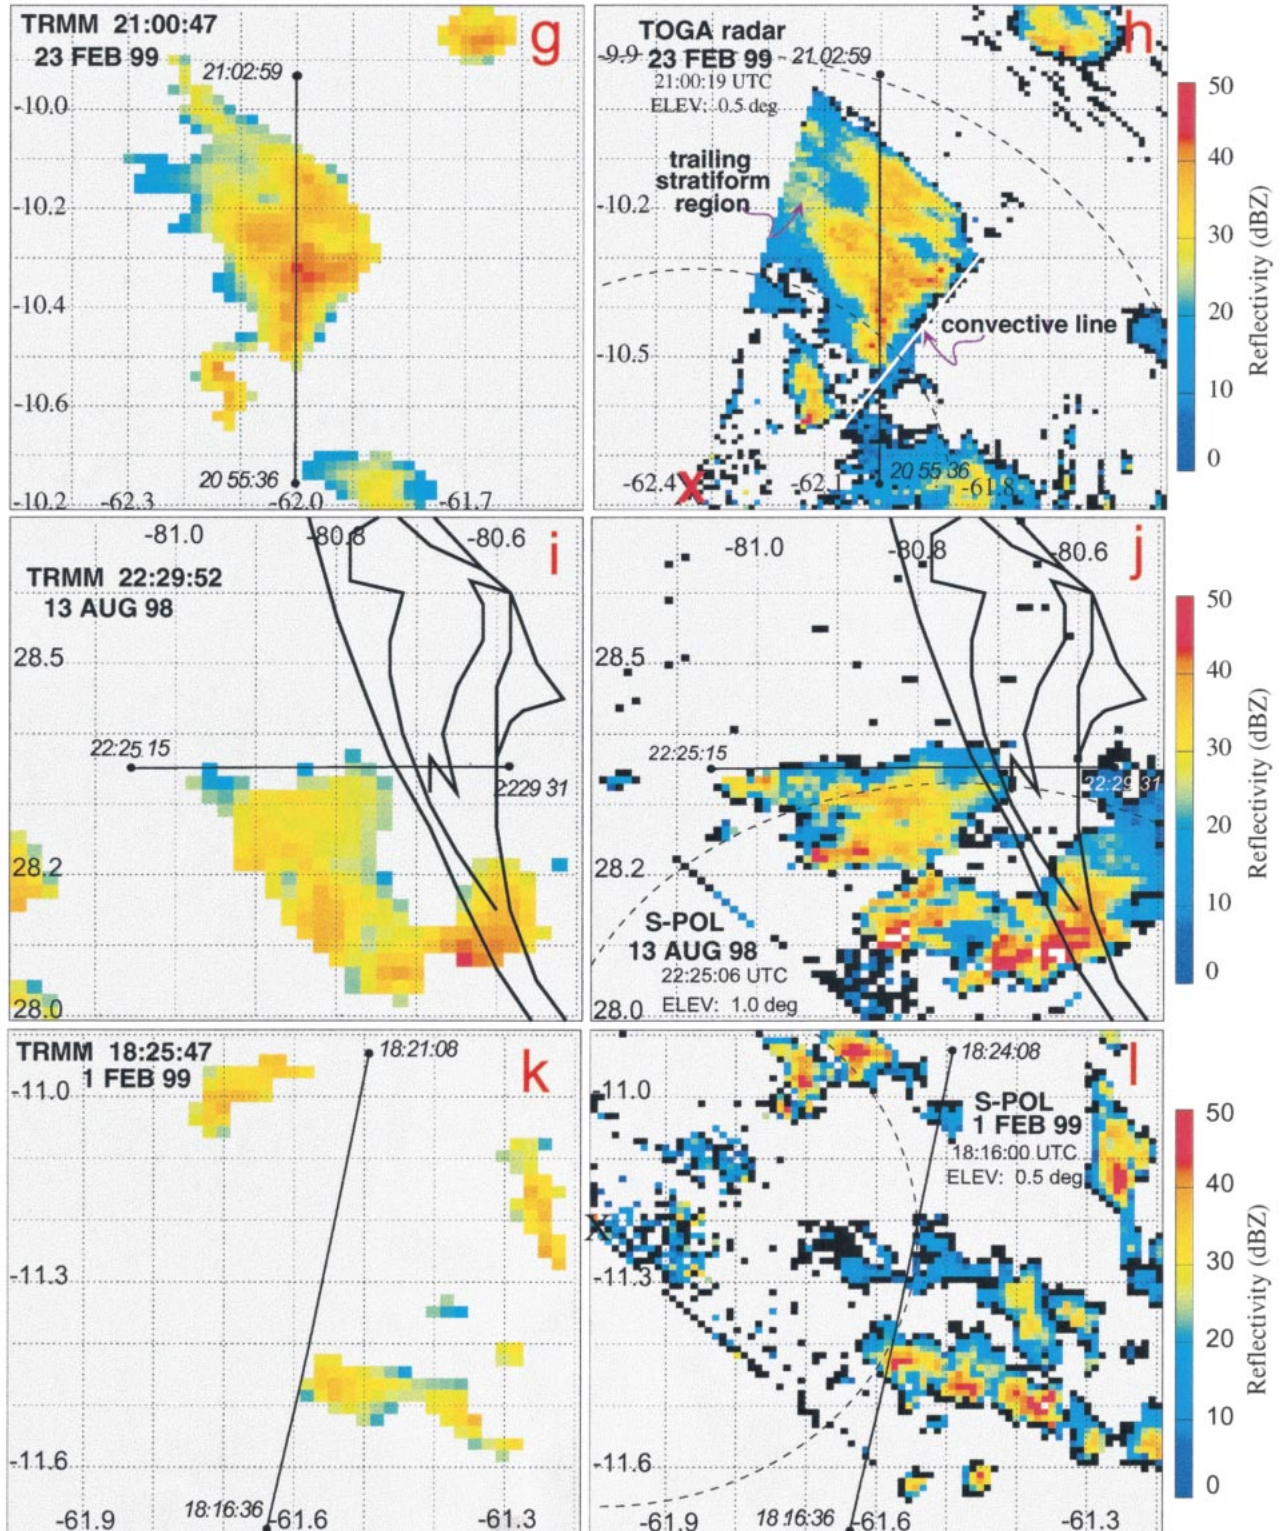 TRMM 21:00:47
23 FEB 99
g
21:02:59
-10.0
-10.2
-10.4
-10.6
20 55:36
-10.2
-62.3
-62.0
-61.7
TOGA radar
h
-9.9
23 FEB 99
21:02:59
21:00:19 UTC
ELEV: 0.5 deg
trailing
stratiform
region
-10.2
convective line
-10.5
20 55 36
-62.4
X
-62.1
-61.8
50
40
30
20
10
0
Reflectivity (dBZ)
-81.0
-80.8
-80.6
i
TRMM 22:29:52
13 AUG 98
28.5
22:25 15
2229 31
28.2
28.0
-81.0
-80.8
-80.6
j
28.5
22:25:15
22:29 31
28.2
S-POL
13 AUG 98
22:25:06 UTC
ELEV: 1.0 deg
28.0
50
40
30
20
10
0
Reflectivity (dBZ)
TRMM 18:25:47
1 FEB 99
18:21:08
k
-11.0
-11.3
-11.6
18:16:36
-61.9
-61.6
-61.3
18:24:08
l
-11.0
S-POL
1 FEB 99
18:16:00 UTC
ELEV: 0.5 deg
X
-11.3
-11.6
-61.9
18:16:36
-61.6
-61.3
50
40
30
20
10
0
Reflectivity (dBZ)